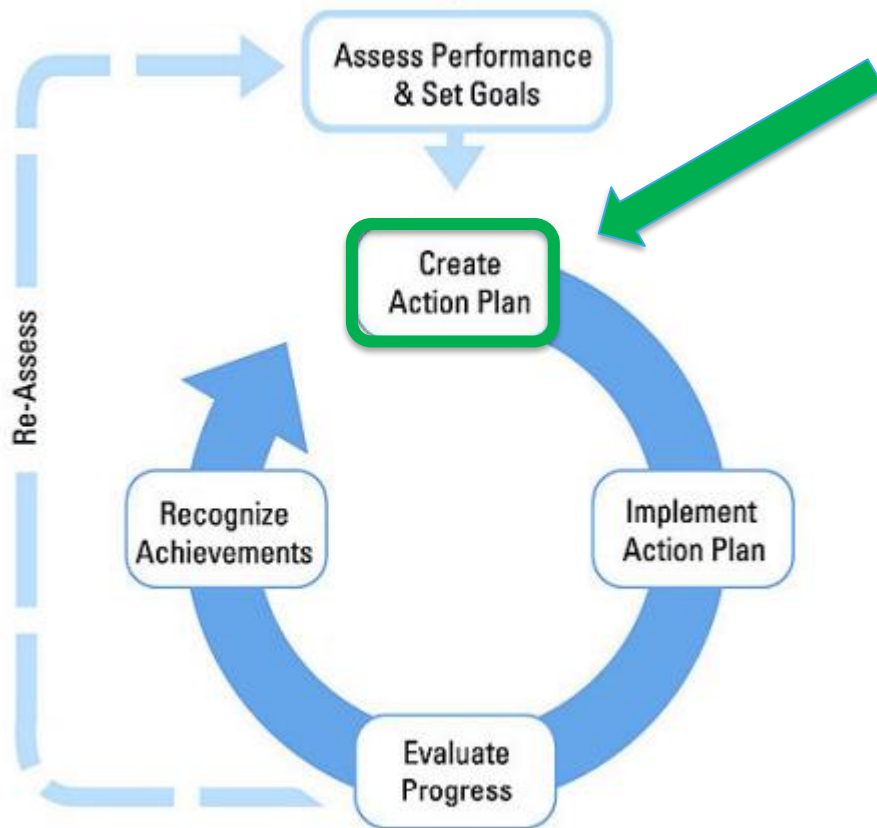 Assess Performance
& Set Goals
Create
Action Plan
Re-Assess
Recognize
Achievements
Implement
Action Plan
Evaluate
Progress